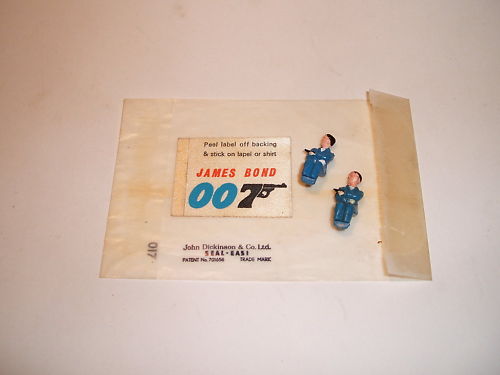 Peel label off backing
& stick on lapel or shirt
JAMES BOND
007
John Dickinson & Co. Ltd.
SEAL-EASI
PATENT No. 701656 TRADE MARK
017